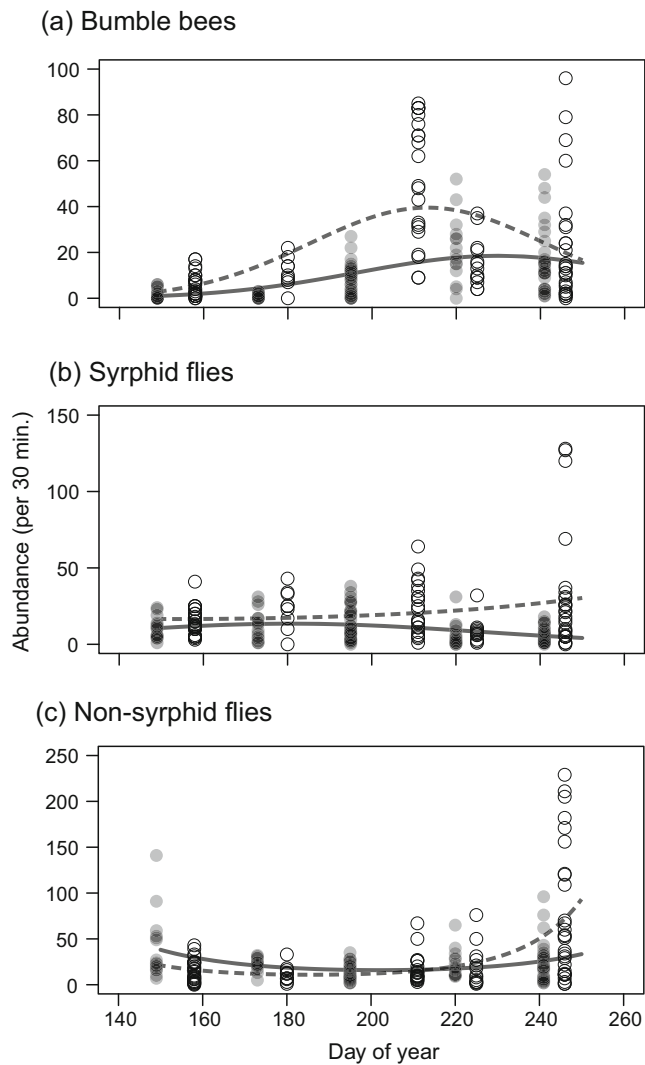 (a) Bumble bees
100
80
60
40
20
0
(b) Syrphid flies
150
100
50
0
Abundance (per 30 min.)
(c) Non-syrphid flies
250
200
150
100
50
0
140 160 180 200 220 240 260
Day of year